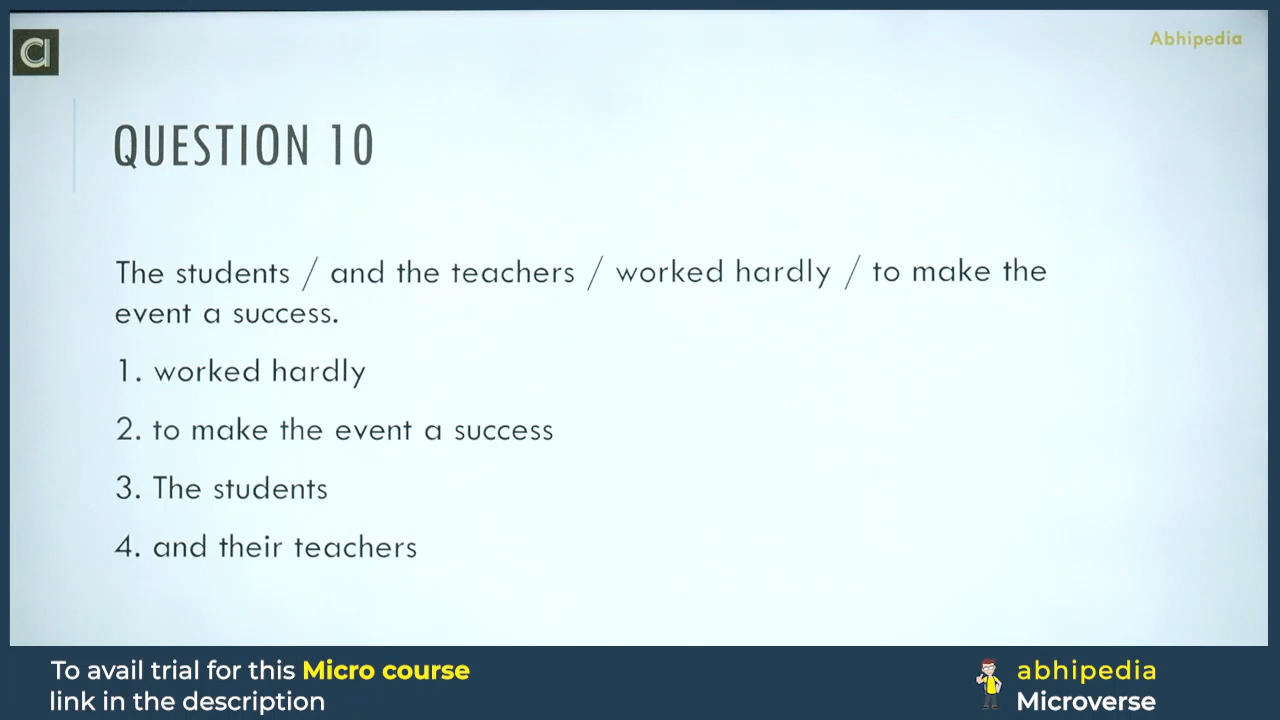 Abhipedia
QUESTION 10
The students / and the teachers / worked hardly / to make the
event a success.
1. worked hardly
2. to make the event a success
3. The students
4. and their teachers
To avail trial for this Micro course
link in the description
abhipedia
Microverse